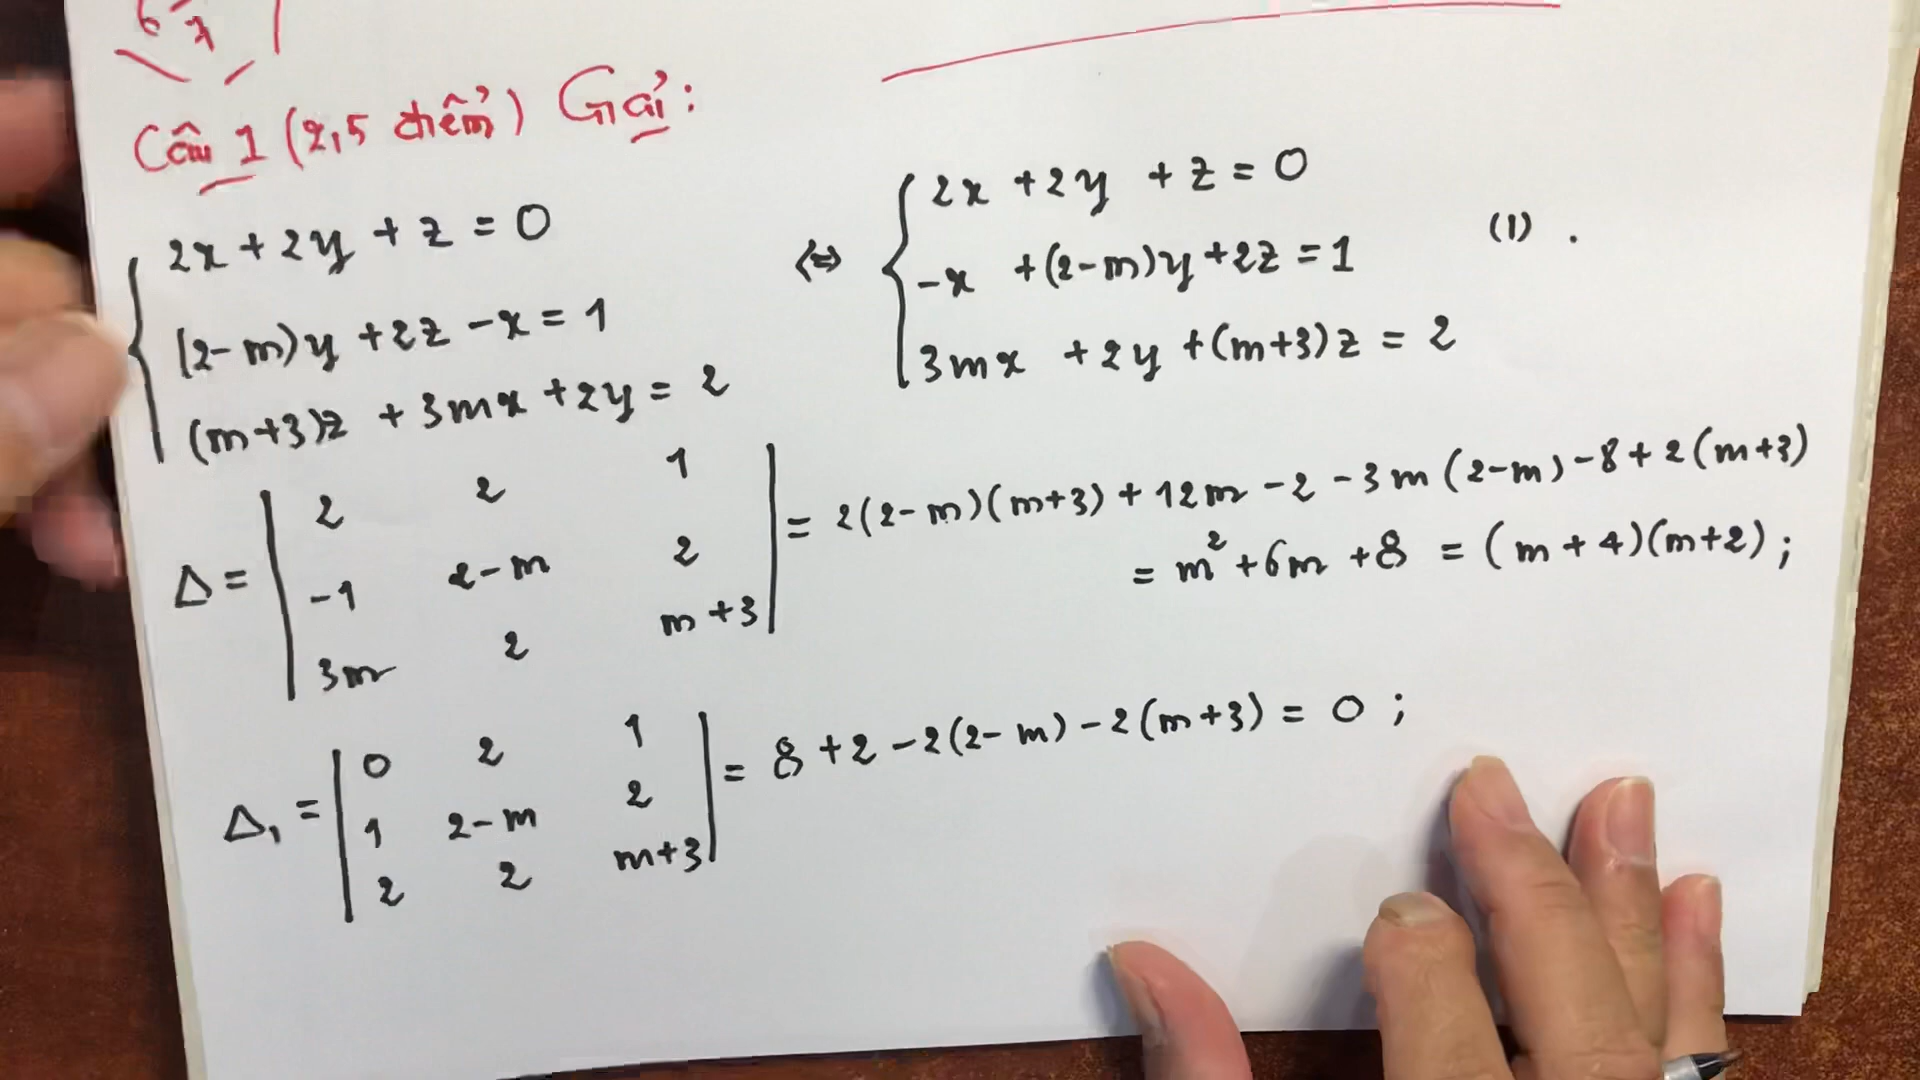 6 7
Câu 1 (2,5 điểm) Giải:
2x + 2y + z = 0
(2-m)y + 2z - x = 1
(m+3)z + 3mx + 2y = 2
⇔ 2x + 2y + z = 0
-x + (2-m)y + 2z = 1 (1).
3mx + 2y + (m+3)z = 2
Δ = | 2 2 1 |
| -1 2-m 2 |
| 3m 2 m+3 |
= 2(2-m)(m+3) + 12m - 2 - 3m(2-m) - 8 + 2(m+3)
= m² + 6m + 8 = (m+4)(m+2);
Δ₁ = | 0 2 1 |
| 1 2-m 2 |
| 2 2 m+3 |
= 8 + 2 - 2(2-m) - 2(m+3) = 0 ;